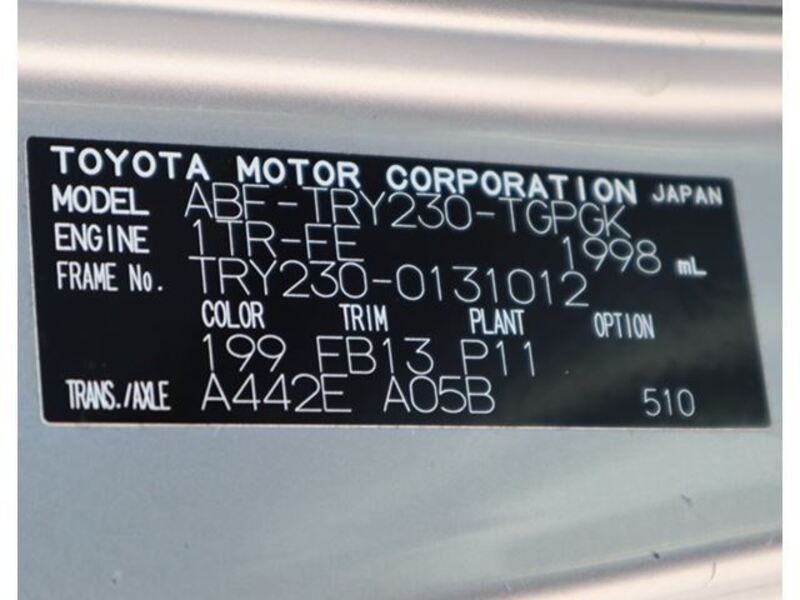 TOYOTA MOTOR CORPORATION JAPAN
MODEL ABF-TRY230-TGPGK
ENGINE 1TR-FE 1998 mL
FRAME No. TRY230-0131012
COLOR TRIM PLANT OPTION
199 FB13 P11
TRANS./AXLE A442E A05B 510